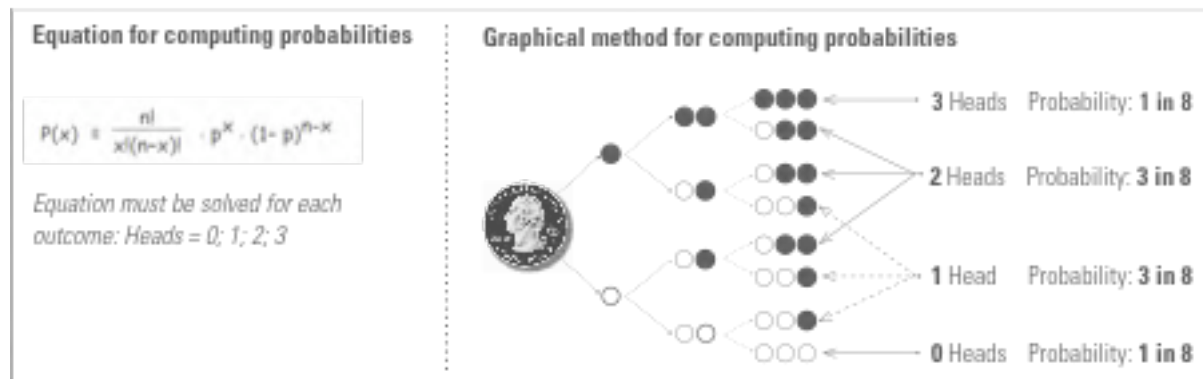 Equation for computing probabilities
P(x) = n! / x!(n-x)! · p^x · (1- p)^n-x
Equation must be solved for each
outcome: Heads = 0; 1; 2; 3
Graphical method for computing probabilities
3 Heads Probability: 1 in 8
2 Heads Probability: 3 in 8
1 Head Probability: 3 in 8
0 Heads Probability: 1 in 8